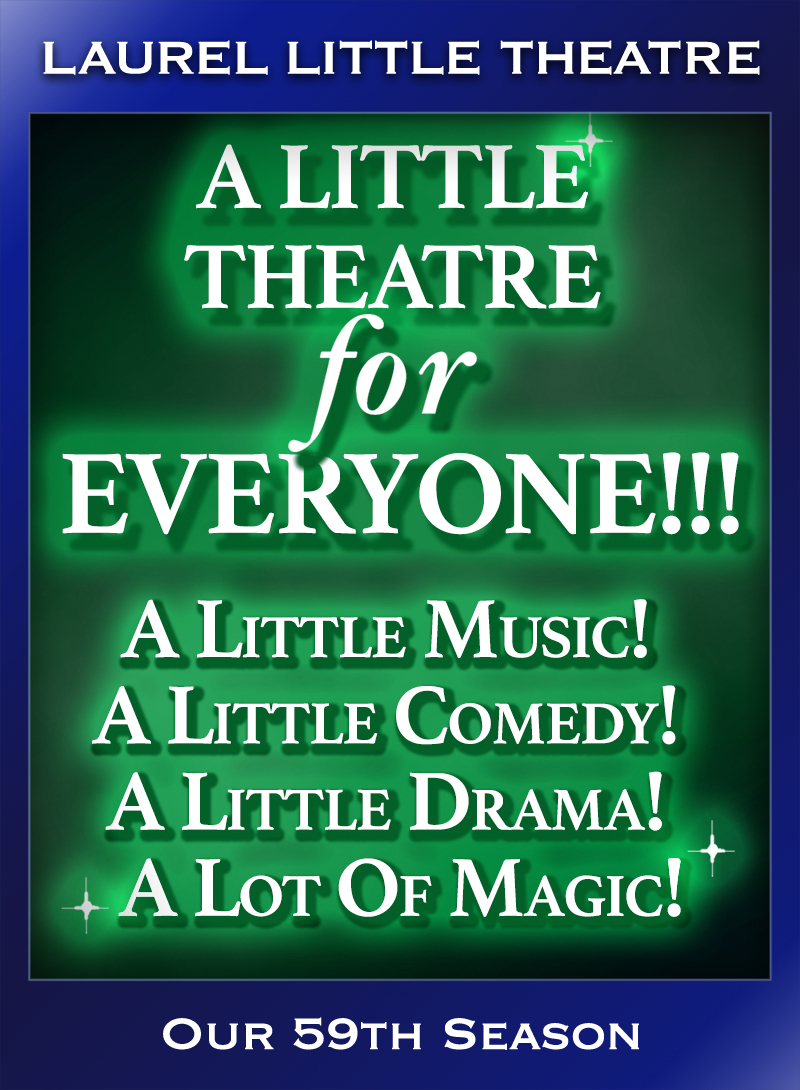 LAUREL LITTLE THEATRE
A LITTLE
THEATRE
for
EVERYONE!!!
A LITTLE MUSIC!
A LITTLE COMEDY!
A LITTLE DRAMA!
A LOT OF MAGIC!
OUR 59TH SEASON